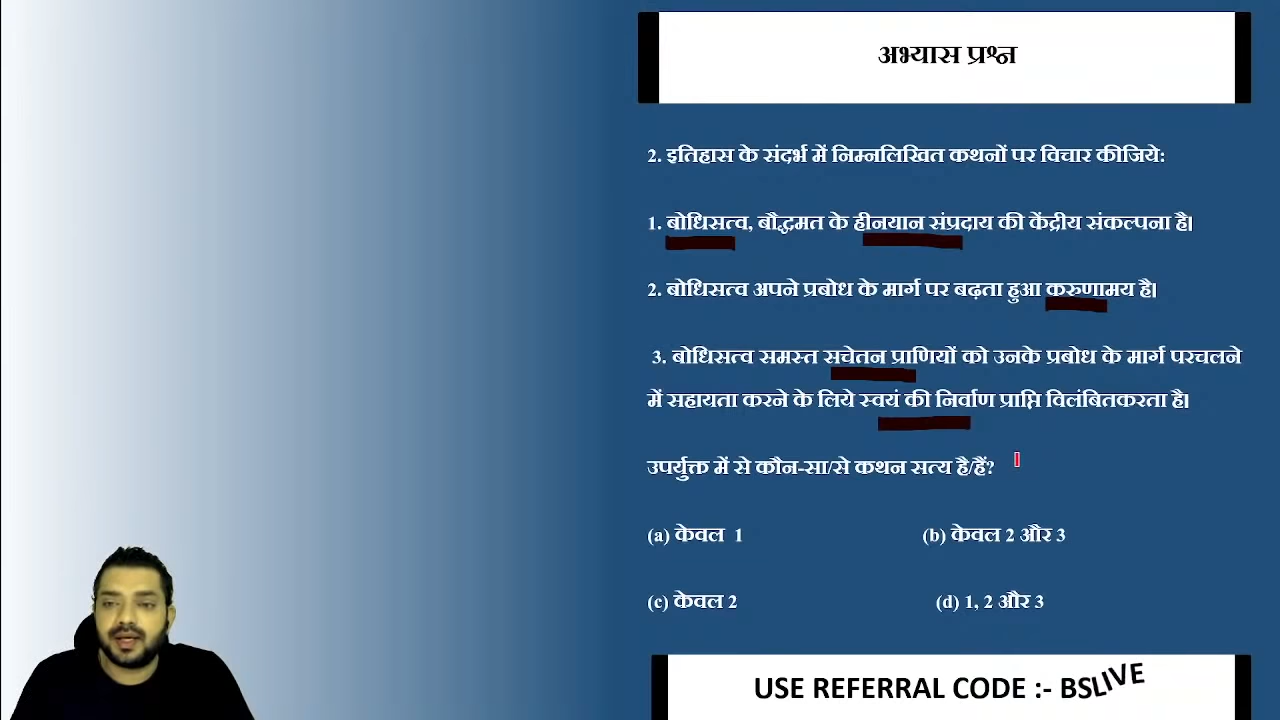 अभ्यास प्रश्न
2. इतिहास के संदर्भ में निम्नलिखित कथनों पर विचार कीजिये:
1. बोधिसत्व, बौद्धमत के हीनयान संप्रदाय की केंद्रीय संकल्पना है।
2. बोधिसत्व अपने प्रबोध के मार्ग पर बढ़ता हुआ करुणामय है।
3. बोधिसत्व समस्त सचेतन प्राणियों को उनके प्रबोध के मार्ग परचलने
में सहायता करने के लिये स्वयं की निर्वाण प्राप्ति विलंबितकरता है।
उपर्युक्त में से कौन-सा/से कथन सत्य है/हैं?
(a) केवल 1 (b) केवल 2 और 3
(c) केवल 2 (d) 1, 2 और 3
USE REFERRAL CODE :- BSLIVE